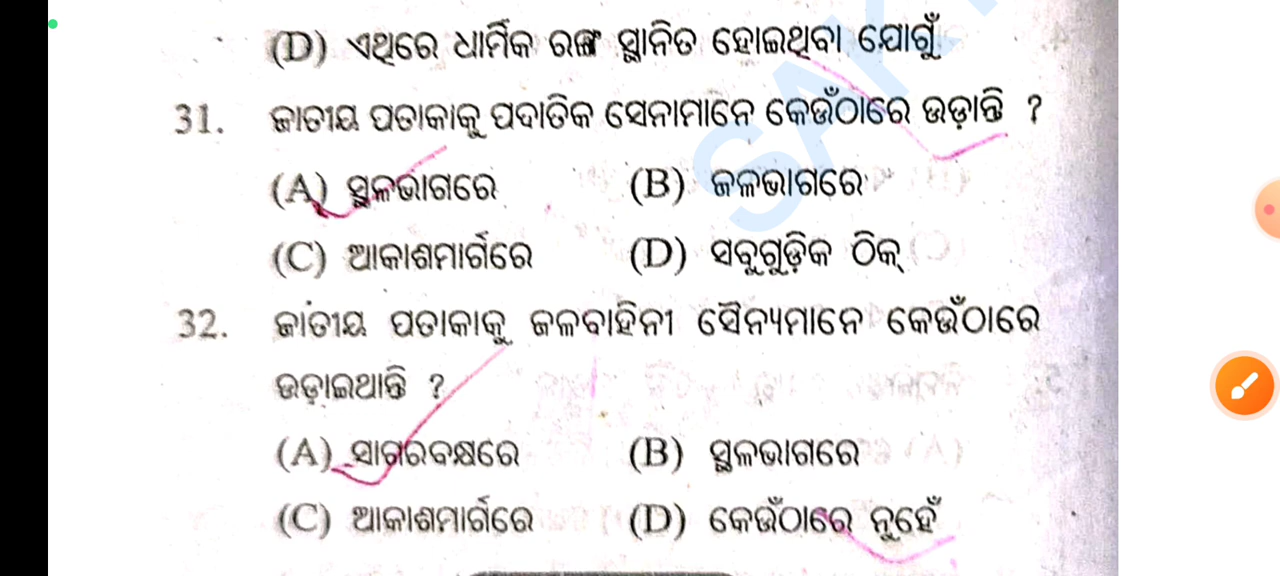 (D) ଏଥିରେ ଧାର୍ମିକ ରଙ୍ଗ ସ୍ଥାନିତ ହୋଇଥିବା ଯୋଗୁଁ
31. ଜାତୀୟ ପତାକାକୁ ପଦାତିକ ସେନାମାନେ କେଉଁଠାରେ ଉଡ଼ାନ୍ତି ?
(A) ସ୍ଥଳଭାଗରେ (B) ଜଳଭାଗରେ
(C) ଆକାଶମାର୍ଗରେ (D) ସବୁଗୁଡ଼ିକ ଠିକ୍
32. ଜାତୀୟ ପତାକାକୁ ଜଳବାହିନୀ ସୈନ୍ୟମାନେ କେଉଁଠାରେ
ଉଡ଼ାଇଥାନ୍ତି ?
(A) ସାଗରବକ୍ଷରେ (B) ସ୍ଥଳଭାଗରେ
(C) ଆକାଶମାର୍ଗରେ (D) କେଉଁଠାରେ ନୁହେଁ